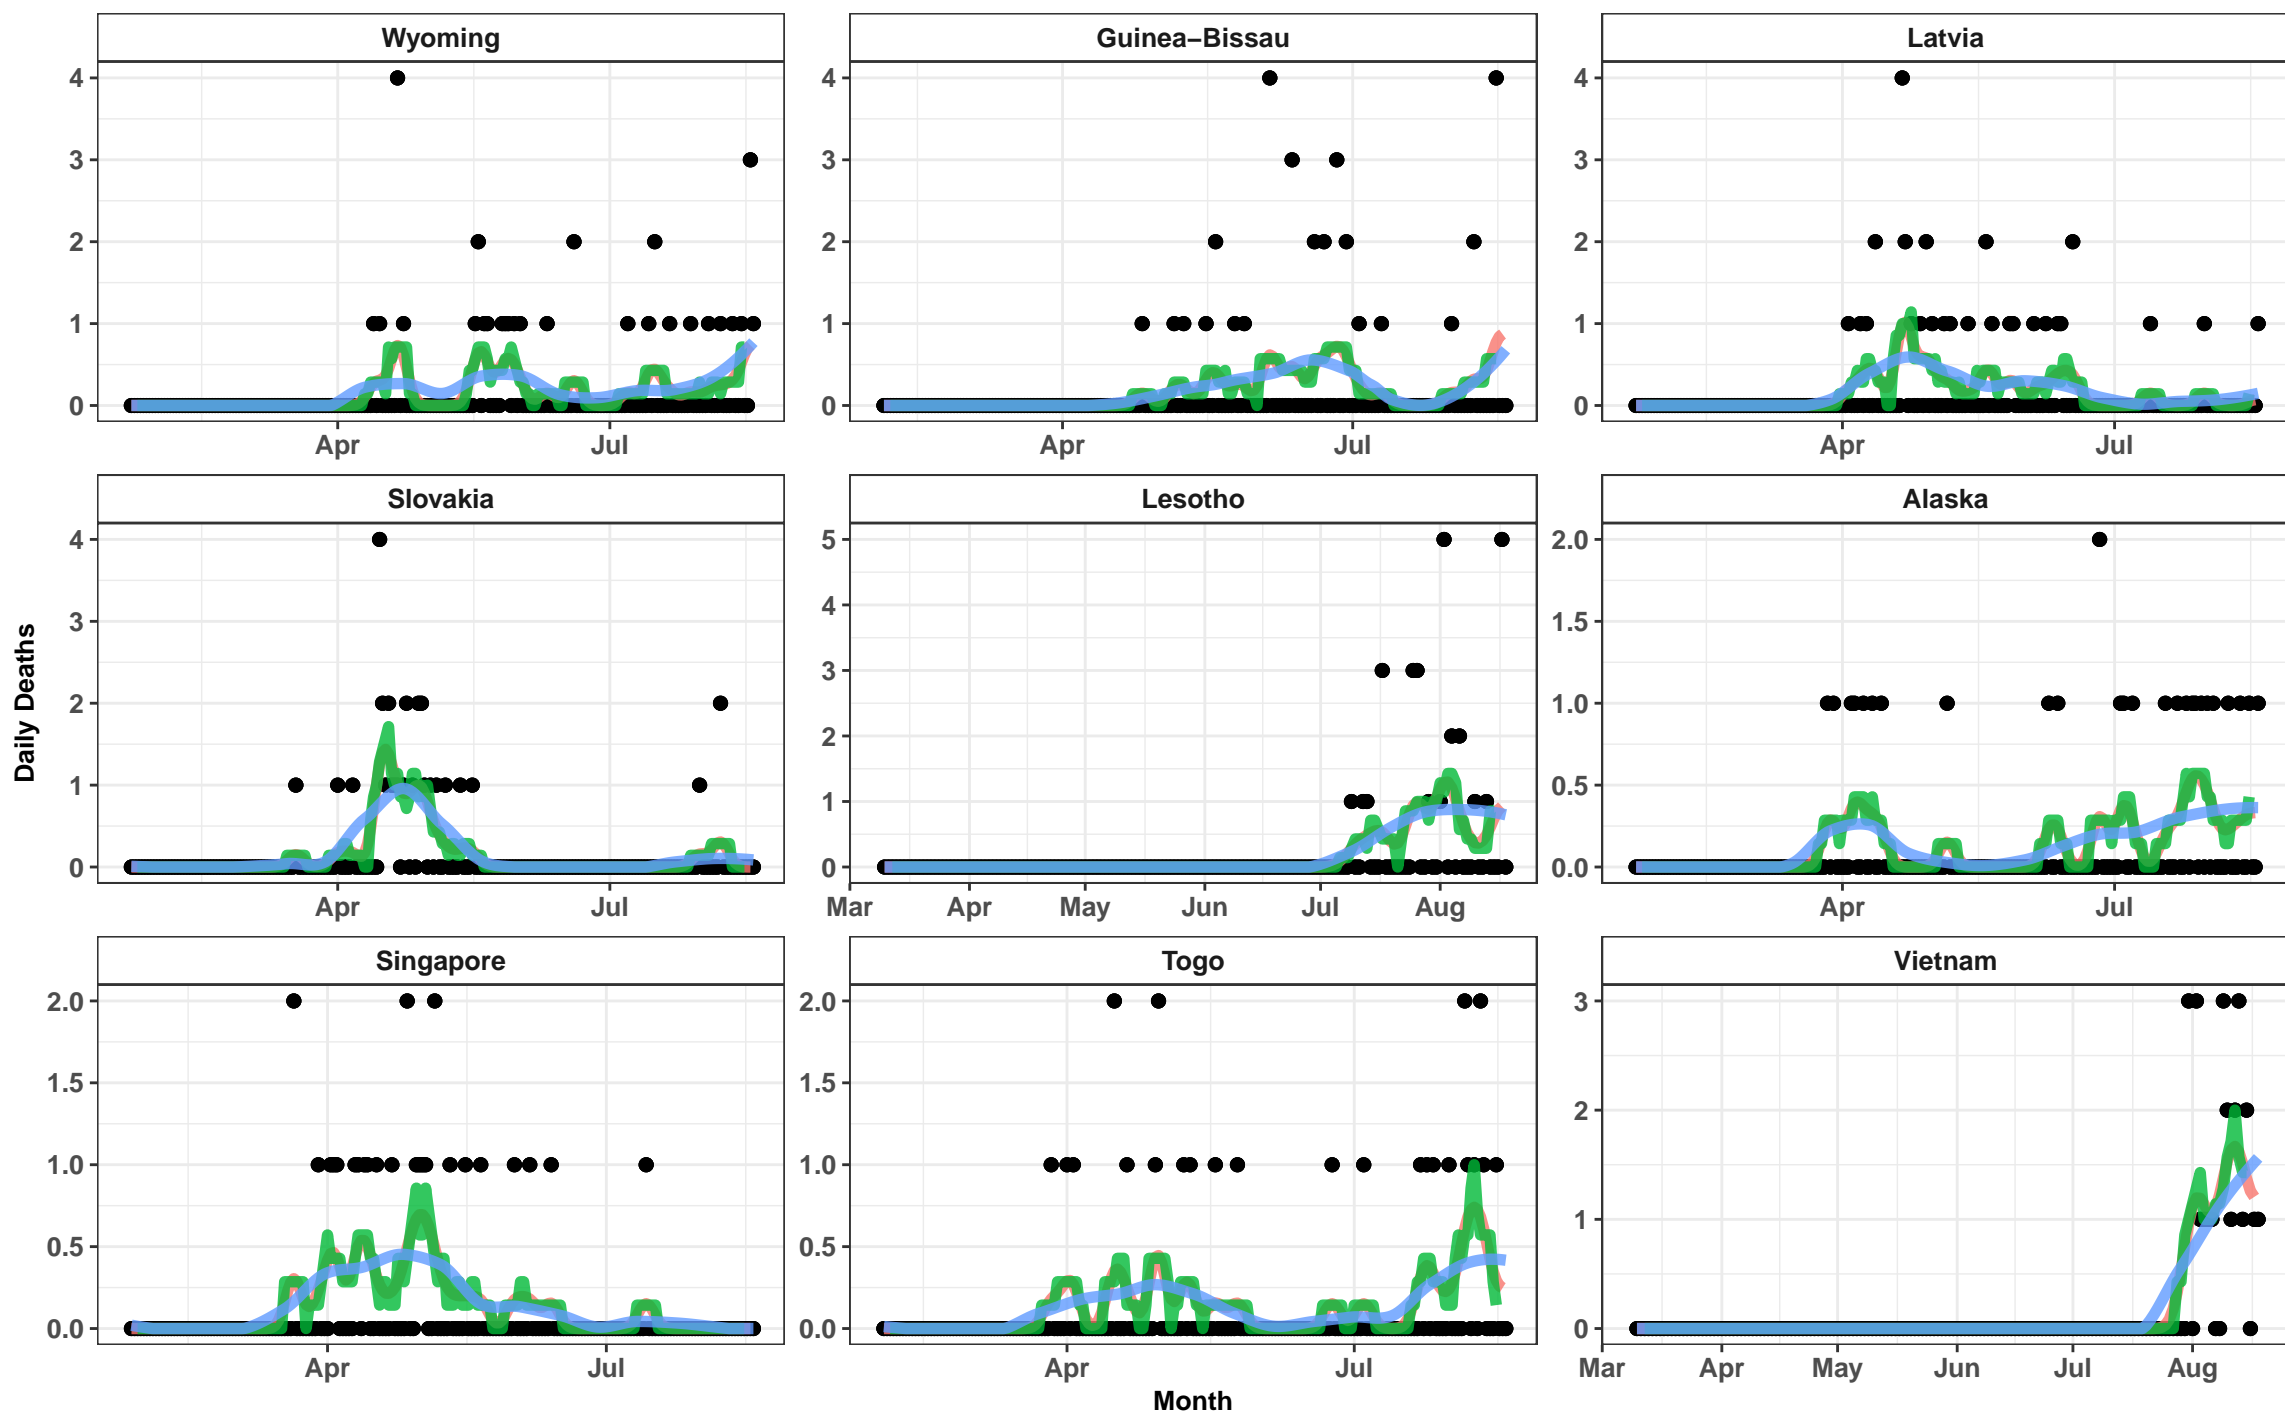 Wyoming Guinea–Bissau Latvia
4 4 4
3 3 3
2 2 2
1 1 1
0 0 0
Apr Jul Apr Jul Apr Jul
Slovakia Lesotho Alaska
4 5 2.0
3 4 1.5
2 3 1.0
1 2 0.5
0 1 0.0
0
Apr Jul Mar Apr May Jun Jul Aug Apr Jul
Daily Deaths
Singapore Togo Vietnam
2.0 2.0 3
1.5 1.5 2
1.0 1.0 1
0.5 0.5 0
0.0 0.0
Apr Jul Apr Jul Mar Apr May Jun Jul Aug
Month